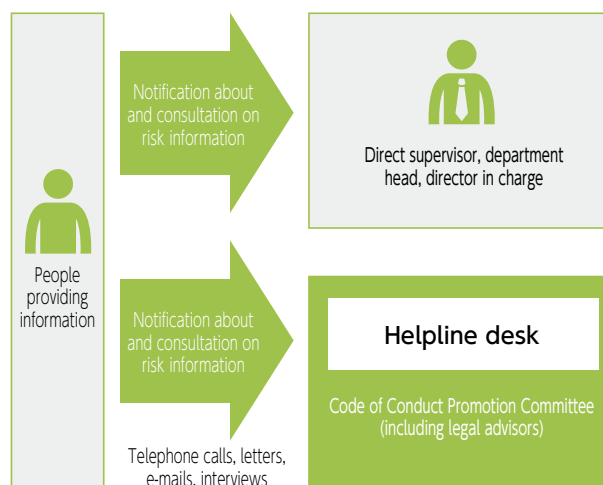 Notification about
and consultation on
risk information
Direct supervisor, department
head, director in charge
People
providing
information
Notification about
and consultation on
risk information
Telephone calls, letters,
e-mails, interviews
Helpline desk
Code of Conduct Promotion Committee
(including legal advisors)